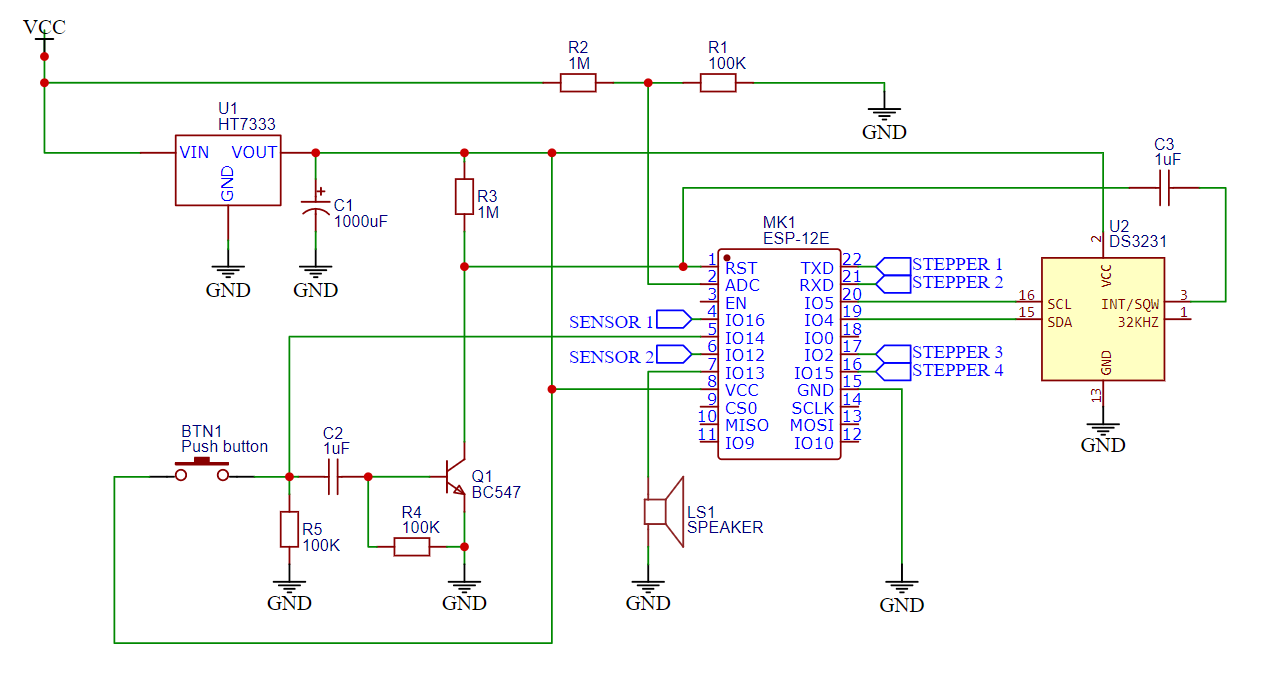 VCC
R2
1M
R1
100K
GND
U1
HT7333
VIN
VOUT
GND
+
C1
1000uF
GND
GND
R3
1M
C3
1uF
MK1
ESP-12E
1
RST
2
ADC
3
EN
4
IO16
5
IO14
6
IO12
7
IO13
8
VCC
9
CS0
10
MISO
11
IO9
22
TXD
21
RXD
20
IO5
19
IO4
18
IO0
17
IO2
16
IO15
15
GND
14
SCLK
13
MOSI
12
IO10
SENSOR 1
SENSOR 2
STEPPER 1
STEPPER 2
STEPPER 3
STEPPER 4
U2
DS3231
2
VCC
16
SCL
15
SDA
INT/SQW
3
32KHZ
1
GND
13
GND
BTN1
Push button
C2
1uF
Q1
BC547
R4
100K
R5
100K
GND
GND
LS1
SPEAKER
GND
GND